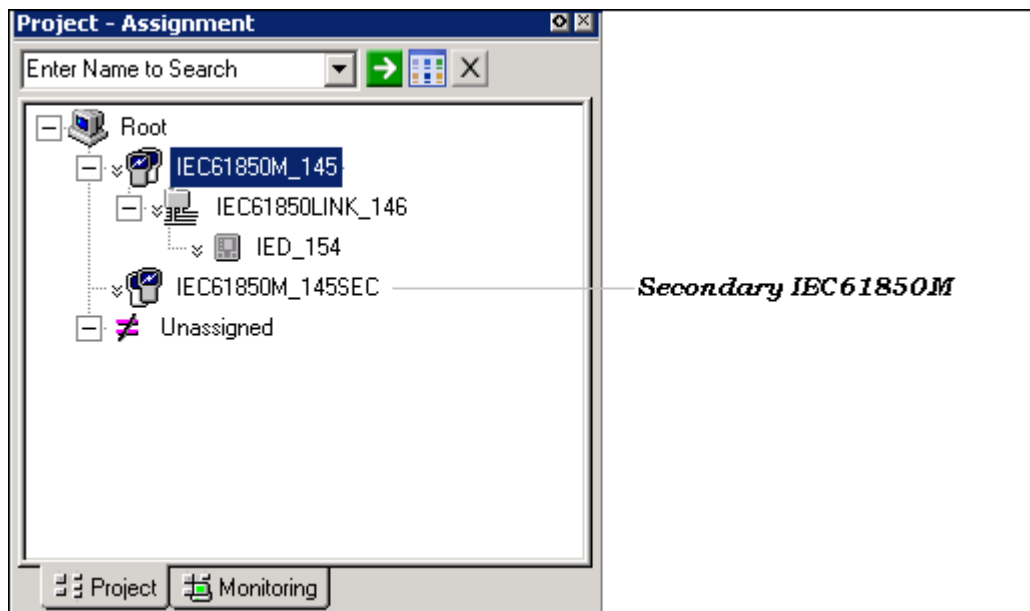 Project - Assignment
Enter Name to Search
Root
IEC61850M_145
IEC61850LINK_146
IED_154
IEC61850M_145SEC
Secondary IEC61850M
Unassigned
Project
Monitoring